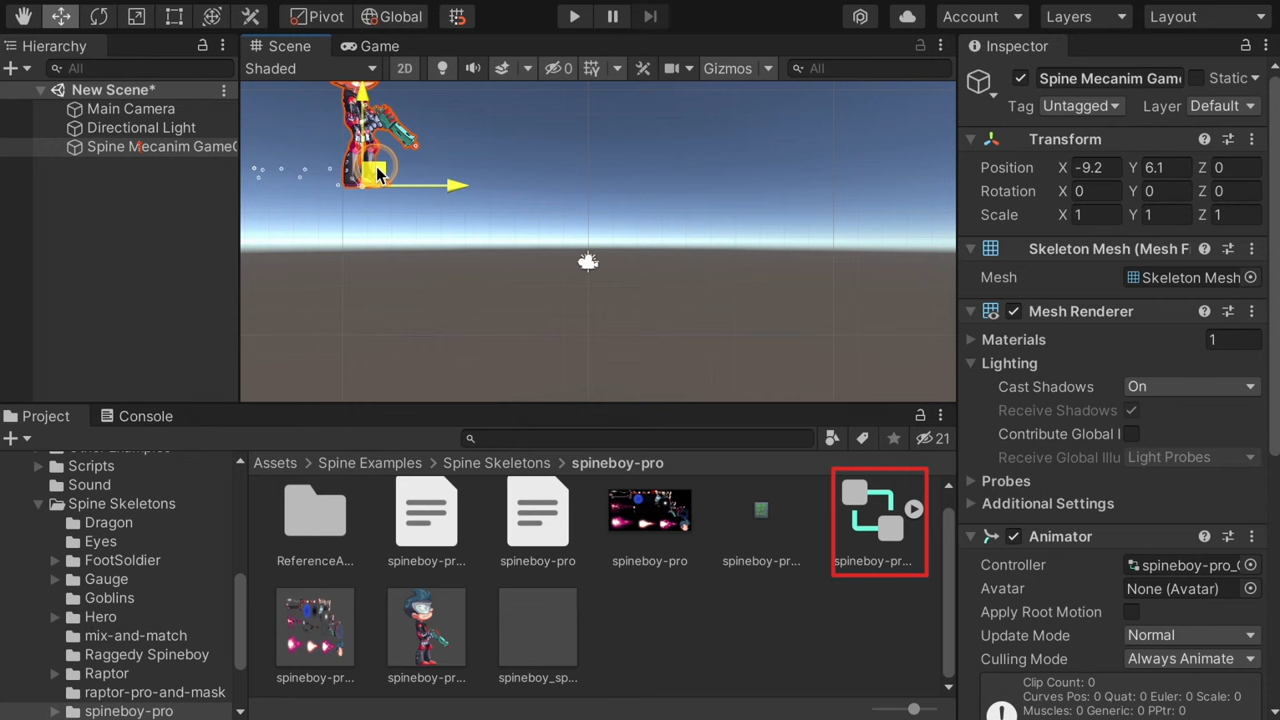 Pivot
Global
Account
Layers
Layout
Hierarchy
All
New Scene*
Main Camera
Directional Light
Spine Mecanim GameO
Scene
Game
Shaded
2D
0
Gizmos
All
Project
Console
21
Scripts
Sound
Spine Skeletons
Dragon
Eyes
FootSoldier
Gauge
Goblins
Hero
mix-and-match
Raggedy Spineboy
Raptor
raptor-pro-and-mask
spineboy-pro
Assets
Spine Examples
Spine Skeletons
spineboy-pro
ReferenceA...
spineboy-pr...
spineboy-pro
spineboy-pro
spineboy-pr...
spineboy-pr...
spineboy-pr...
spineboy-pr...
spineboy_sp...
Inspector
Spine Mecanim Gam
Static
Tag Untagged Layer Default
Transform
Position X -9.2 Y 6.1 Z 0
Rotation X 0 Y 0 Z 0
Scale X 1 Y 1 Z 1
Skeleton Mesh (Mesh F
Mesh Skeleton Mesh
Mesh Renderer
Materials 1
Lighting
Cast Shadows On
Receive Shadows
Contribute Global I
Receive Global Illu Light Probes
Probes
Additional Settings
Animator
Controller spineboy-pro_
Avatar None (Avatar)
Apply Root Motion
Update Mode Normal
Culling Mode Always Animate
Clip Count: 0
Curves Pos: 0 Quat: 0 Euler: 0 Scale: 0
Muscles: 0 Generic: 0 PPtr: 0